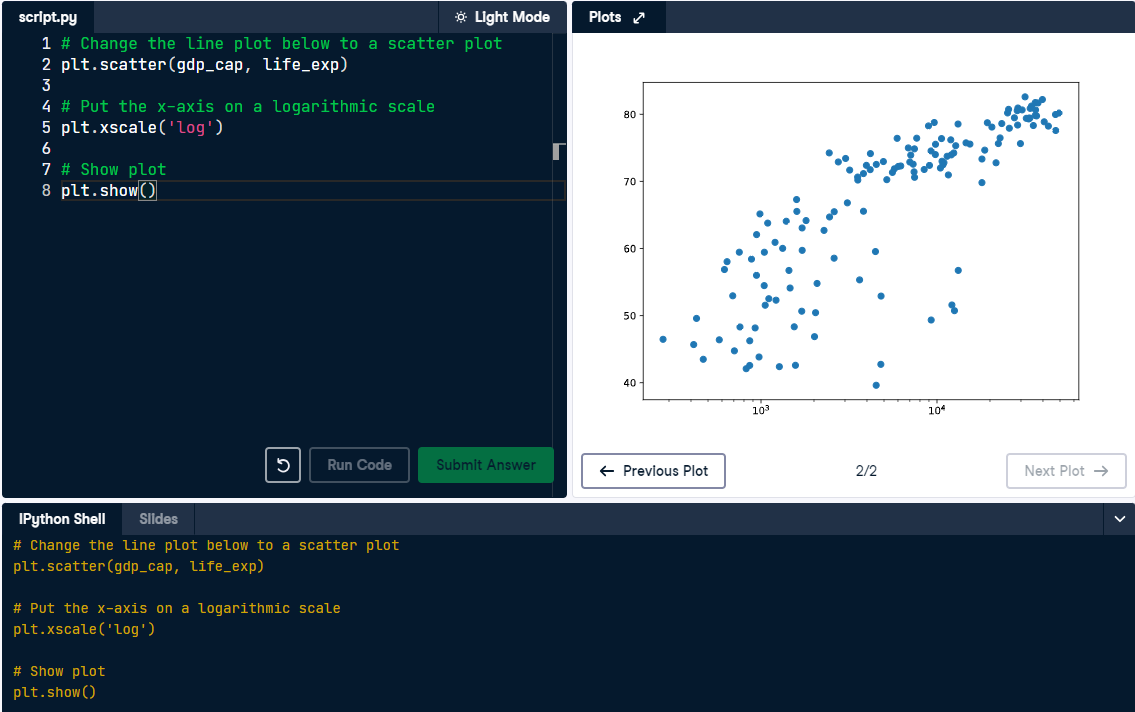 script.py
Light Mode
1 # Change the line plot below to a scatter plot
2 plt.scatter(gdp_cap, life_exp)
3
4 # Put the x-axis on a logarithmic scale
5 plt.xscale('log')
6
7 # Show plot
8 plt.show()
Run Code
Submit Answer
Plots
80
70
60
50
40
10³
10⁴
Previous Plot
2/2
Next Plot
IPython Shell
Slides
# Change the line plot below to a scatter plot
plt.scatter(gdp_cap, life_exp)
# Put the x-axis on a logarithmic scale
plt.xscale('log')
# Show plot
plt.show()